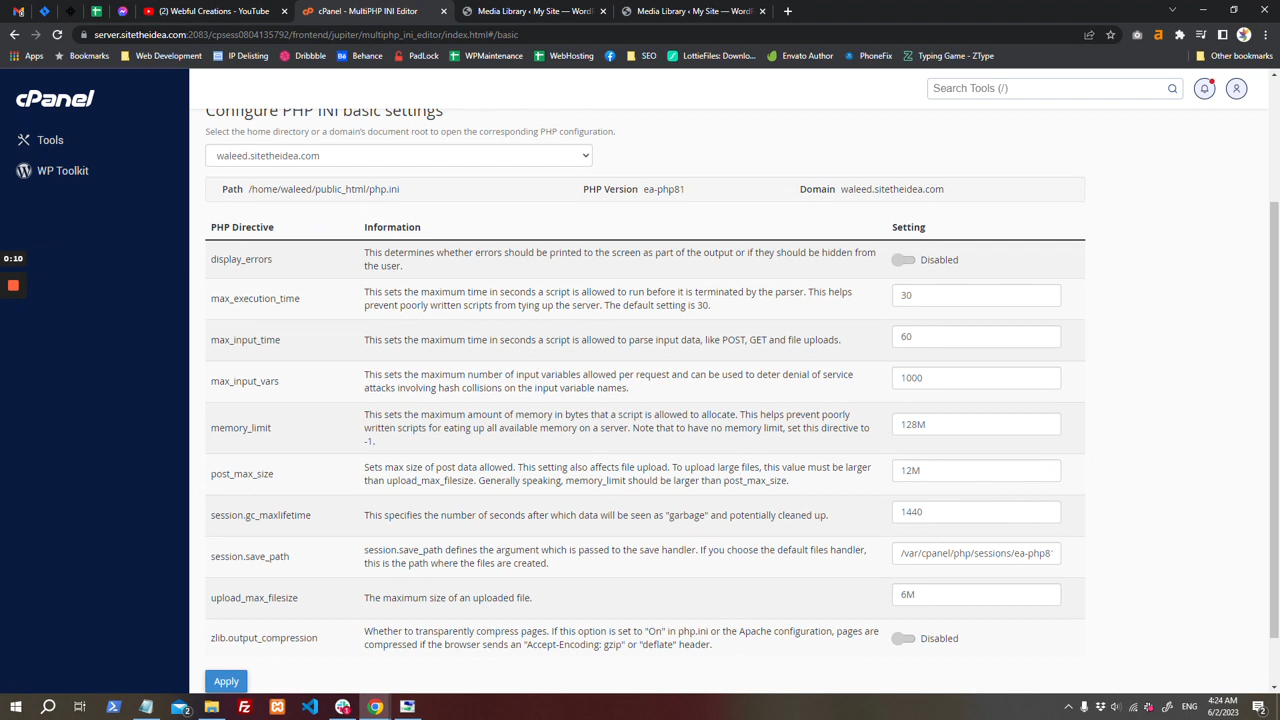 (2) Webful Creations - YouTube
cPanel - MultiPHP INI Editor
Media Library ‹ My Site — WordP
Media Library ‹ My Site — WordP
server.sitetheidea.com:2083/cpsess0804135792/frontend/jupiter/multiphp_ini_editor/index.html#/basic
Apps
Bookmarks
Web Development
IP Delisting
Dribbble
Behance
PadLock
WPMaintenance
WebHosting
SEO
LottieFiles: Downlo...
Envato Author
PhoneFix
Typing Game - ZType
Other bookmarks
cPanel
Search Tools (/)
Tools
WP Toolkit
0:10
Configure PHP INI basic settings
Select the home directory or a domain's document root to open the corresponding PHP configuration.
waleed.sitetheidea.com
Path /home/waleed/public_html/php.ini PHP Version ea-php81 Domain waleed.sitetheidea.com
PHP Directive Information Setting
display_errors
This determines whether errors should be printed to the screen as part of the output or if they should be hidden from
the user.
Disabled
max_execution_time
This sets the maximum time in seconds a script is allowed to run before it is terminated by the parser. This helps
prevent poorly written scripts from tying up the server. The default setting is 30.
30
max_input_time
This sets the maximum time in seconds a script is allowed to parse input data, like POST, GET and file uploads.
60
max_input_vars
This sets the maximum number of input variables allowed per request and can be used to deter denial of service
attacks involving hash collisions on the input variable names.
1000
memory_limit
This sets the maximum amount of memory in bytes that a script is allowed to allocate. This helps prevent poorly
written scripts for eating up all available memory on a server. Note that to have no memory limit, set this directive to
-1.
128M
post_max_size
Sets max size of post data allowed. This setting also affects file upload. To upload large files, this value must be larger
than upload_max_filesize. Generally speaking, memory_limit should be larger than post_max_size.
12M
session.gc_maxlifetime
This specifies the number of seconds after which data will be seen as "garbage" and potentially cleaned up.
1440
session.save_path
session.save_path defines the argument which is passed to the save handler. If you choose the default files handler,
this is the path where the files are created.
/var/cpanel/php/sessions/ea-php8
upload_max_filesize
The maximum size of an uploaded file.
6M
zlib.output_compression
Whether to transparently compress pages. If this option is set to "On" in php.ini or the Apache configuration, pages are
compressed if the browser sends an "Accept-Encoding: gzip" or "deflate" header.
Disabled
Apply
ENG
4:24 AM
6/2/2023